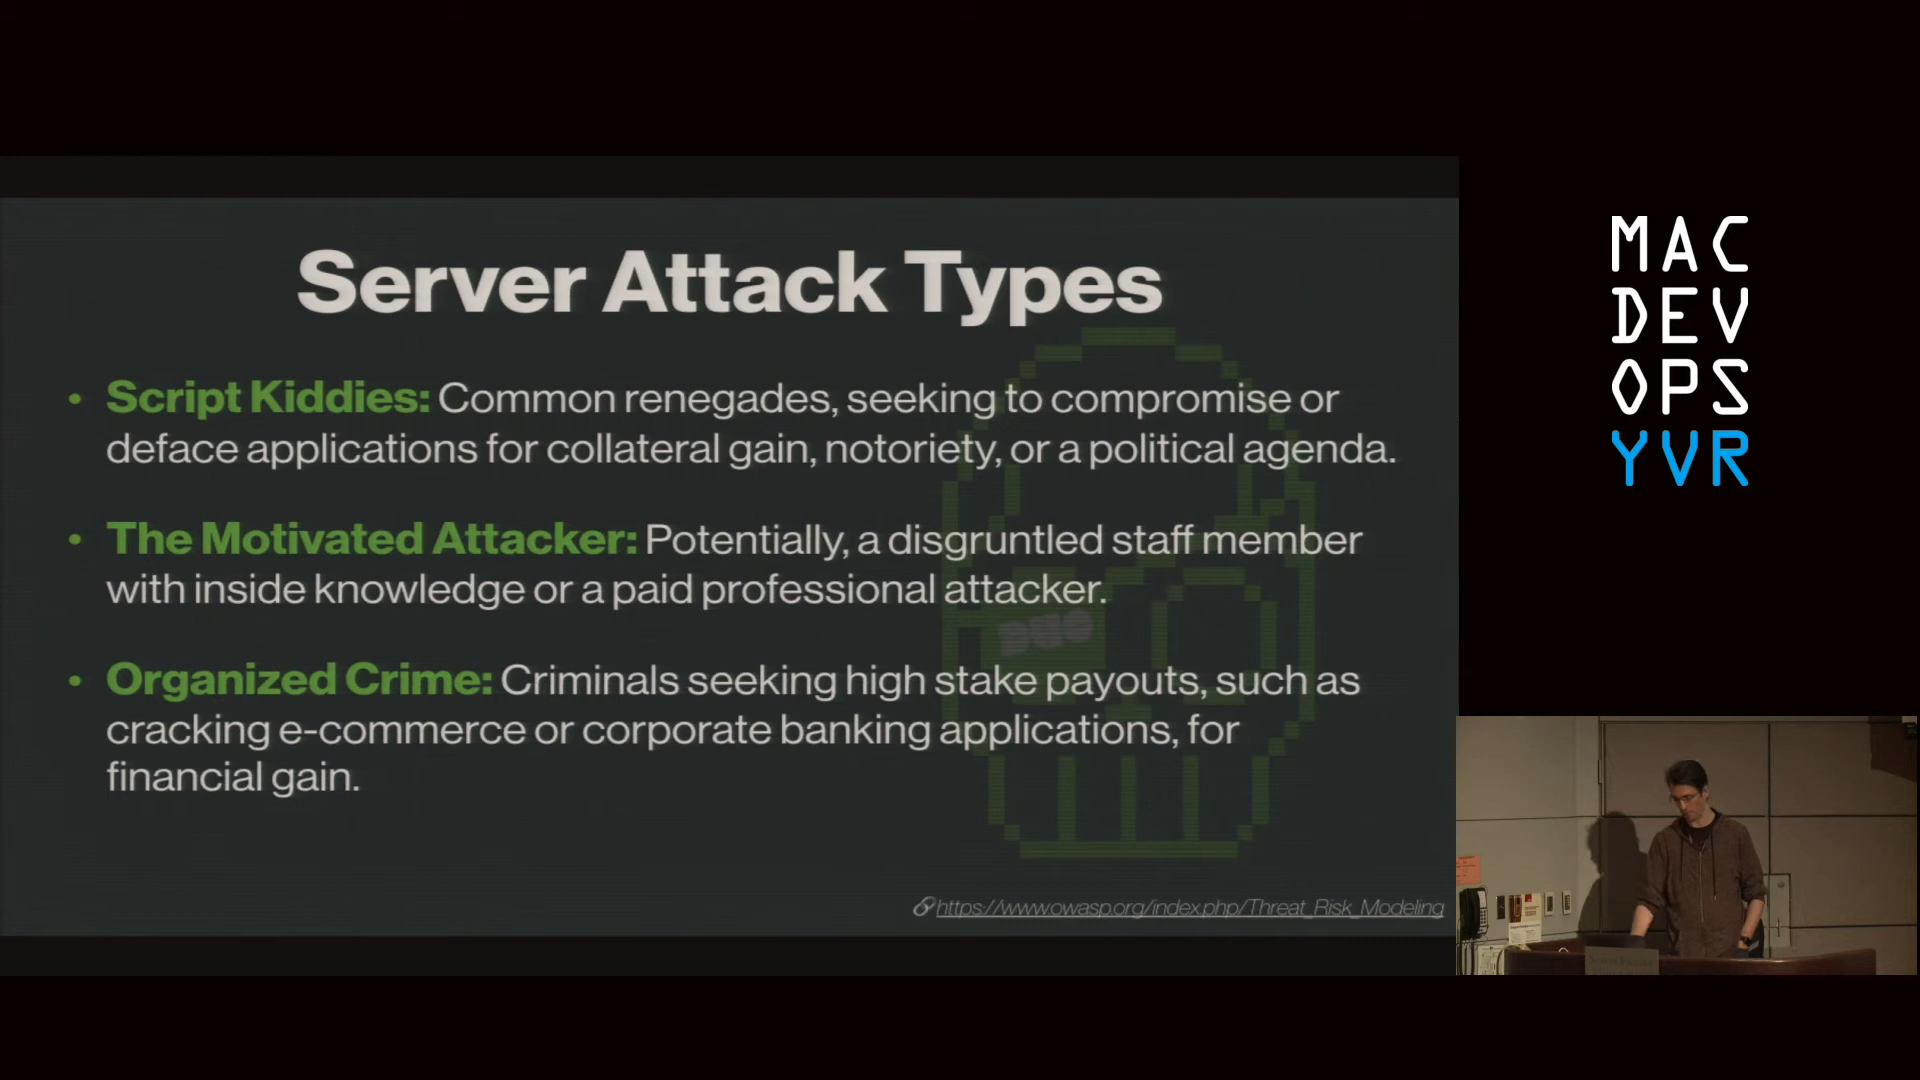 Server Attack Types
• Script Kiddies: Common renegades, seeking to compromise or
deface applications for collateral gain, notoriety, or a political agenda.
• The Motivated Attacker: Potentially, a disgruntled staff member
with inside knowledge or a paid professional attacker.
• Organized Crime: Criminals seeking high stake payouts, such as
cracking e-commerce or corporate banking applications, for
financial gain.
DUO
https://www.owasp.org/index.php/Threat_Risk_Modeling
MAC
DEV
OPS
YVR